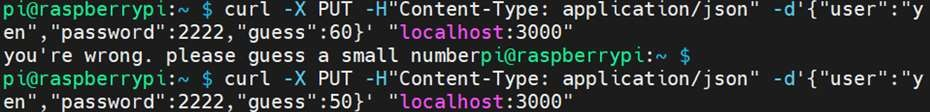 pi@raspberrypi:~ $ curl -X PUT -H"Content-Type: application/json" -d'{"user":"y
en","password":2222,"guess":60}' "localhost:3000"
you're wrong. please guess a small numberpi@raspberrypi:~ $
pi@raspberrypi:~ $ curl -X PUT -H"Content-Type: application/json" -d'{"user":"y
en","password":2222,"guess":50}' "localhost:3000"